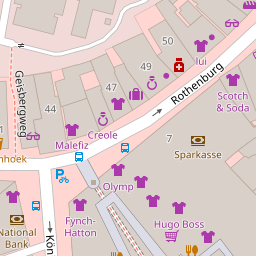 50
lui
49
47
44
Geisbergweg
Rothenburg
Scotch
& Soda
Creole
Malefiz
7
Sparkasse
Olymp
Fynch-
Hatton
Hugo Boss
National
Bank